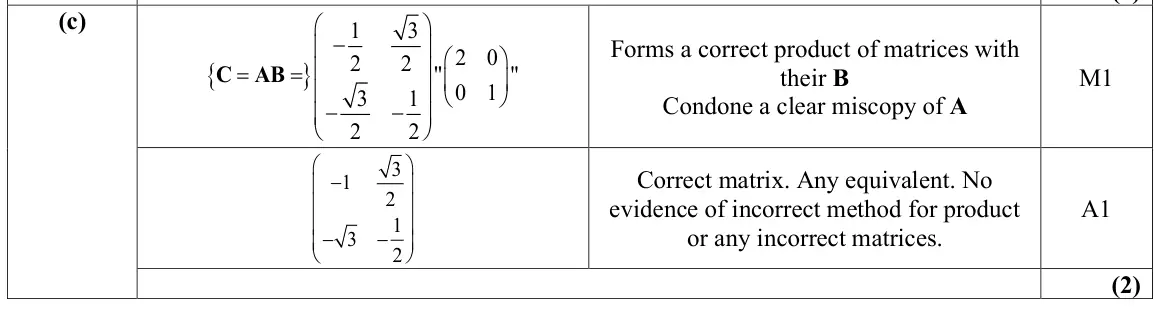 (c)
{C = AB =} (−1/2 √3/2; −√3/2 −1/2) "(2 0; 0 1)"
Forms a correct product of matrices with
their B
Condone a clear miscopy of A
M1
(−1 √3/2; −√3 −1/2)
Correct matrix. Any equivalent. No
evidence of incorrect method for product
or any incorrect matrices.
A1
(2)